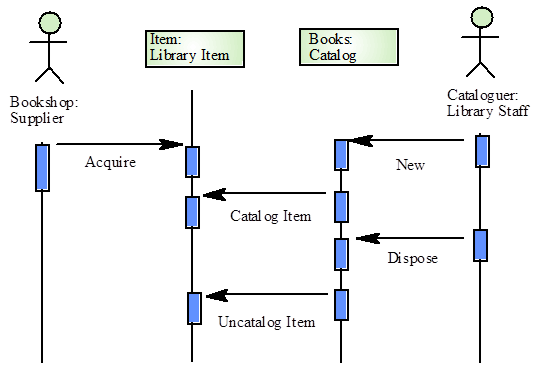 Item:
Library Item
Books:
Catalog
Bookshop:
Supplier
Cataloguer:
Library Staff
Acquire
New
Catalog Item
Dispose
Uncatalog Item